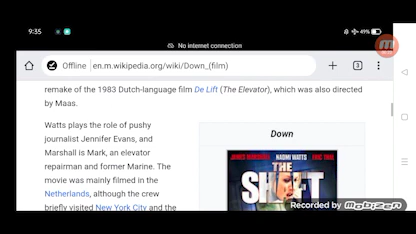 9:35
49%
No internet connection
Offline en.m.wikipedia.org/wiki/Down_(film)
3
remake of the 1983 Dutch-language film De Lift (The Elevator), which was also directed
by Maas.
Watts plays the role of pushy
journalist Jennifer Evans, and
Marshall is Mark, an elevator
repairman and former Marine. The
movie was mainly filmed in the
Netherlands, although the crew
briefly visited New York City and the
Down
JAMES MARSHALL NAOMI WATTS ERIC THAL
THE
SHAFT
Recorded by mobizen